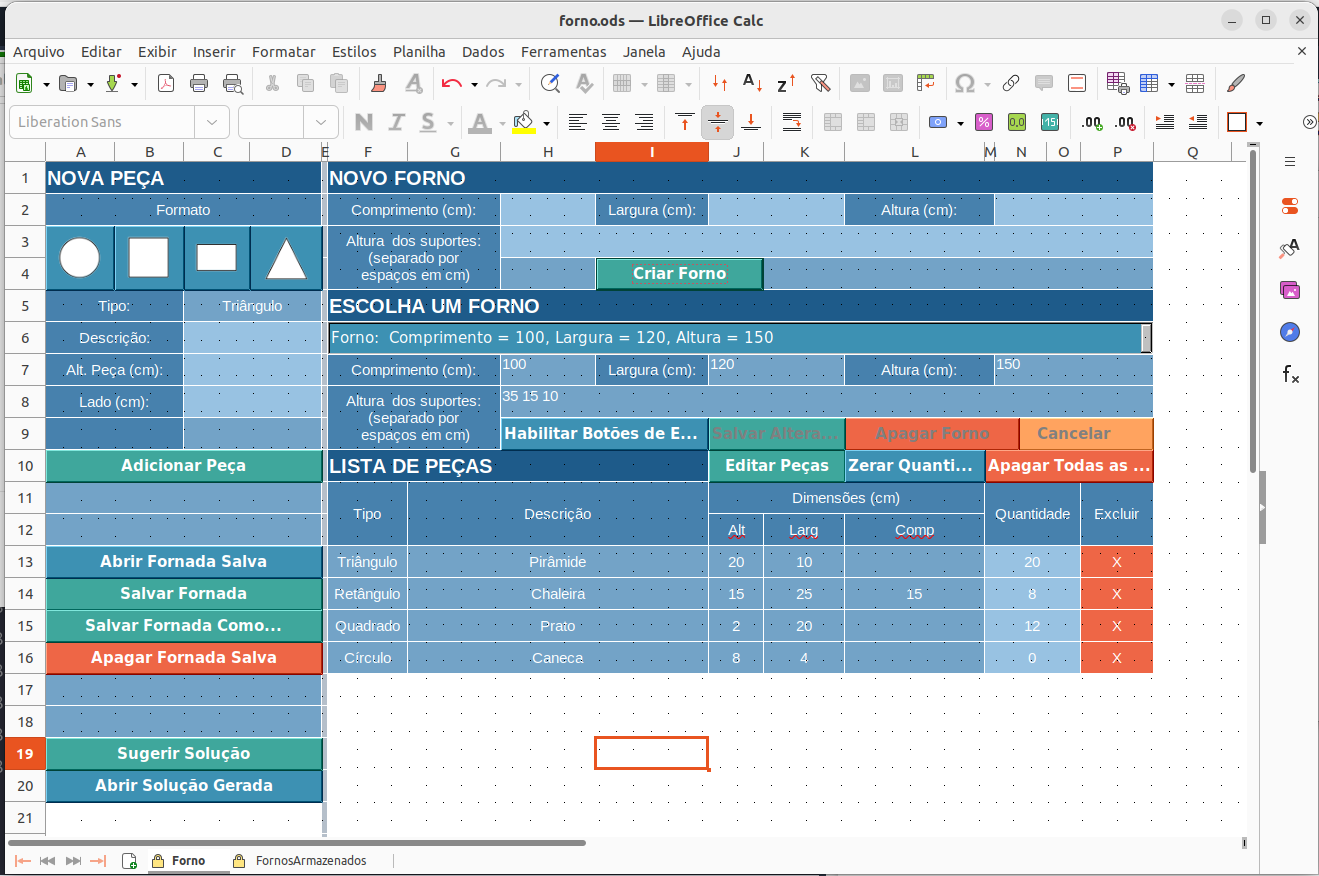 forno.ods — LibreOffice Calc
Arquivo Editar Exibir Inserir Formatar Estilos Planilha Dados Ferramentas Janela Ajuda
Liberation Sans
A B C D E F G H I J K L M N O P Q
1 NOVA PEÇA NOVO FORNO
2 Formato Comprimento (cm): Largura (cm): Altura (cm):
3 Altura dos suportes:
(separado por
4 espaços em cm) Criar Forno
5 Tipo: Triângulo ESCOLHA UM FORNO
6 Descrição: Forno: Comprimento = 100, Largura = 120, Altura = 150
7 Alt. Peça (cm): Comprimento (cm): 100 Largura (cm): 120 Altura (cm): 150
8 Lado (cm): Altura dos suportes: 35 15 10
(separado por
9 espaços em cm) Habilitar Botões de E... Salvar Altera... Apagar Forno Cancelar
10 Adicionar Peça LISTA DE PEÇAS Editar Peças Zerar Quanti... Apagar Todas as ...
11 Dimensões (cm)
Tipo Descrição Quantidade Excluir
12 Alt Larg Comp
13 Abrir Fornada Salva Triângulo Pirâmide 20 10 20 X
14 Salvar Fornada Retângulo Chaleira 15 25 15 8 X
15 Salvar Fornada Como... Quadrado Prato 2 20 12 X
16 Apagar Fornada Salva Círculo Caneca 8 4 0 X
17
18
19 Sugerir Solução
20 Abrir Solução Gerada
21
Forno FornosArmazenados